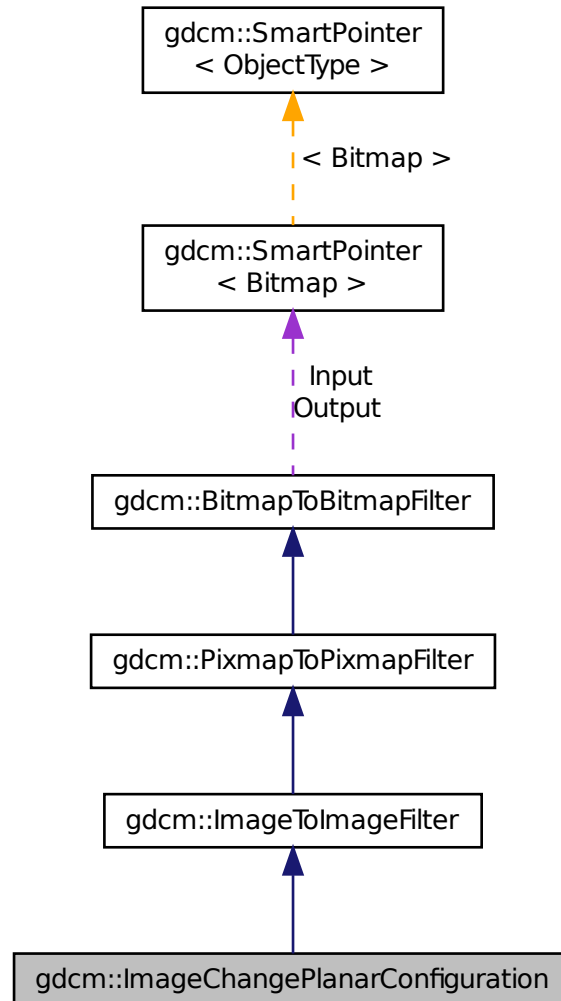 gdcm::SmartPointer
< ObjectType >
< Bitmap >
gdcm::SmartPointer
< Bitmap >
Input
Output
gdcm::BitmapToBitmapFilter
gdcm::PixmapToPixmapFilter
gdcm::ImageToImageFilter
gdcm::ImageChangePlanarConfiguration